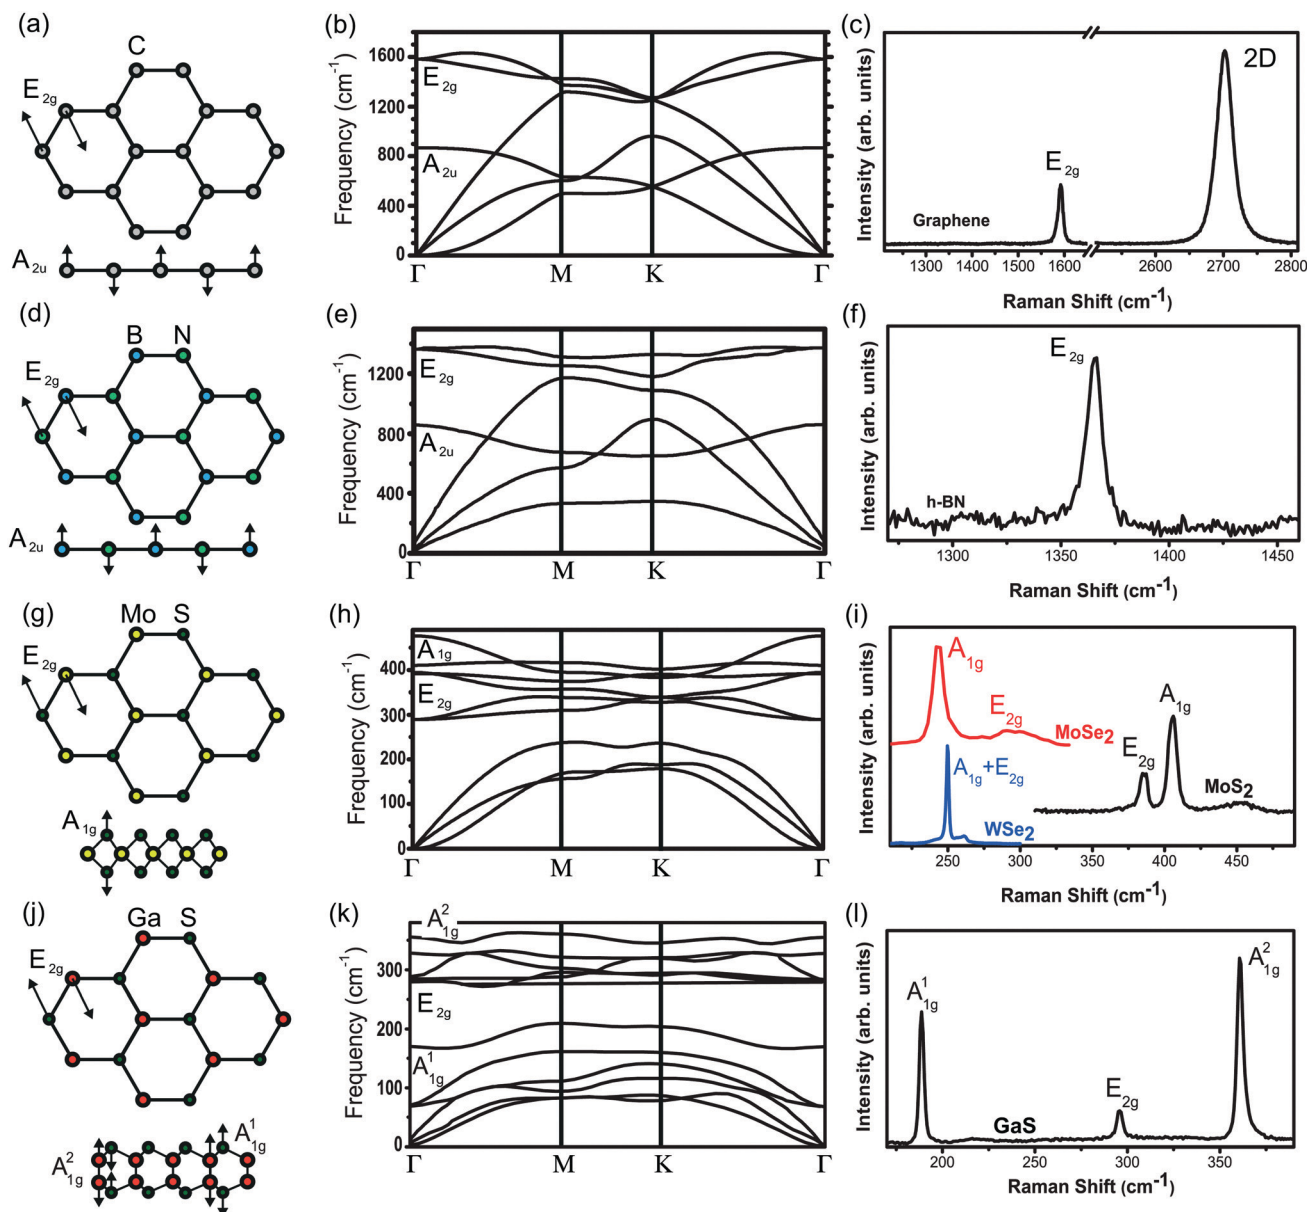 (a)
C
E2g
A2u
(b)
Frequency (cm-1)
1600
1200
800
400
0
E2g
A2u
Γ M K Γ
(c)
Intensity (arb. units)
2D
E2g
Graphene
1300 1400 1500 1600 2600 2700 2800
Raman Shift (cm-1)
(d)
B N
E2g
A2u
(e)
Frequency (cm-1)
1200
800
400
0
E2g
A2u
Γ M K Γ
(f)
Intensity (arb. units)
E2g
h-BN
1300 1350 1400 1450
Raman Shift (cm-1)
(g)
Mo S
E2g
A1g
(h)
Frequency (cm-1)
400
300
200
100
0
A1g
E2g
Γ M K Γ
(i)
Intensity (arb. units)
A1g
E2g
MoSe2
A1g+E2g
WSe2
E2g
A1g
MoS2
250 300 350 400 450
Raman Shift (cm-1)
(j)
Ga S
E2g
A1g1
A1g2
(k)
Frequency (cm-1)
300
200
100
0
A1g2
E2g
A1g1
Γ M K Γ
(l)
Intensity (arb. units)
A1g1
E2g
A1g2
GaS
200 250 300 350
Raman Shift (cm-1)